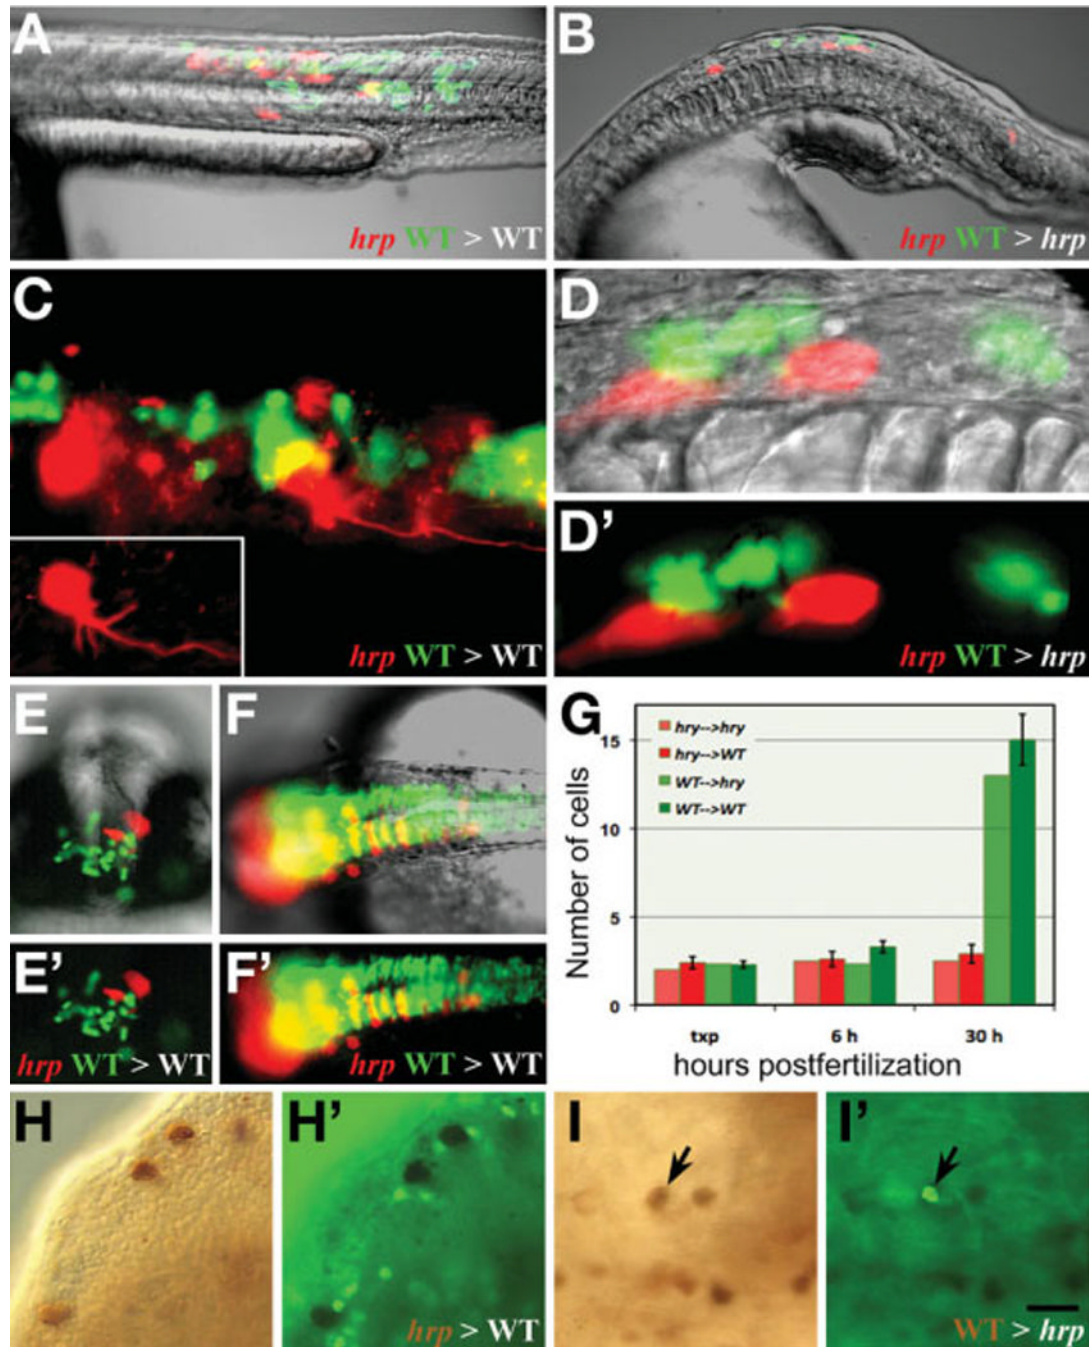 A
B
hrp WT > WT
hrp WT > hrp
C
D
D'
hrp WT > WT
hrp WT > hrp
E
F
G
hry-->hry
hry-->WT
WT-->hry
WT-->WT
15
10
5
0
Number of cells
txp
6 h
30 h
hours postfertilization
E'
F'
hrp WT > WT
hrp WT > WT
H
H'
I
I'
hrp > WT
WT > hrp